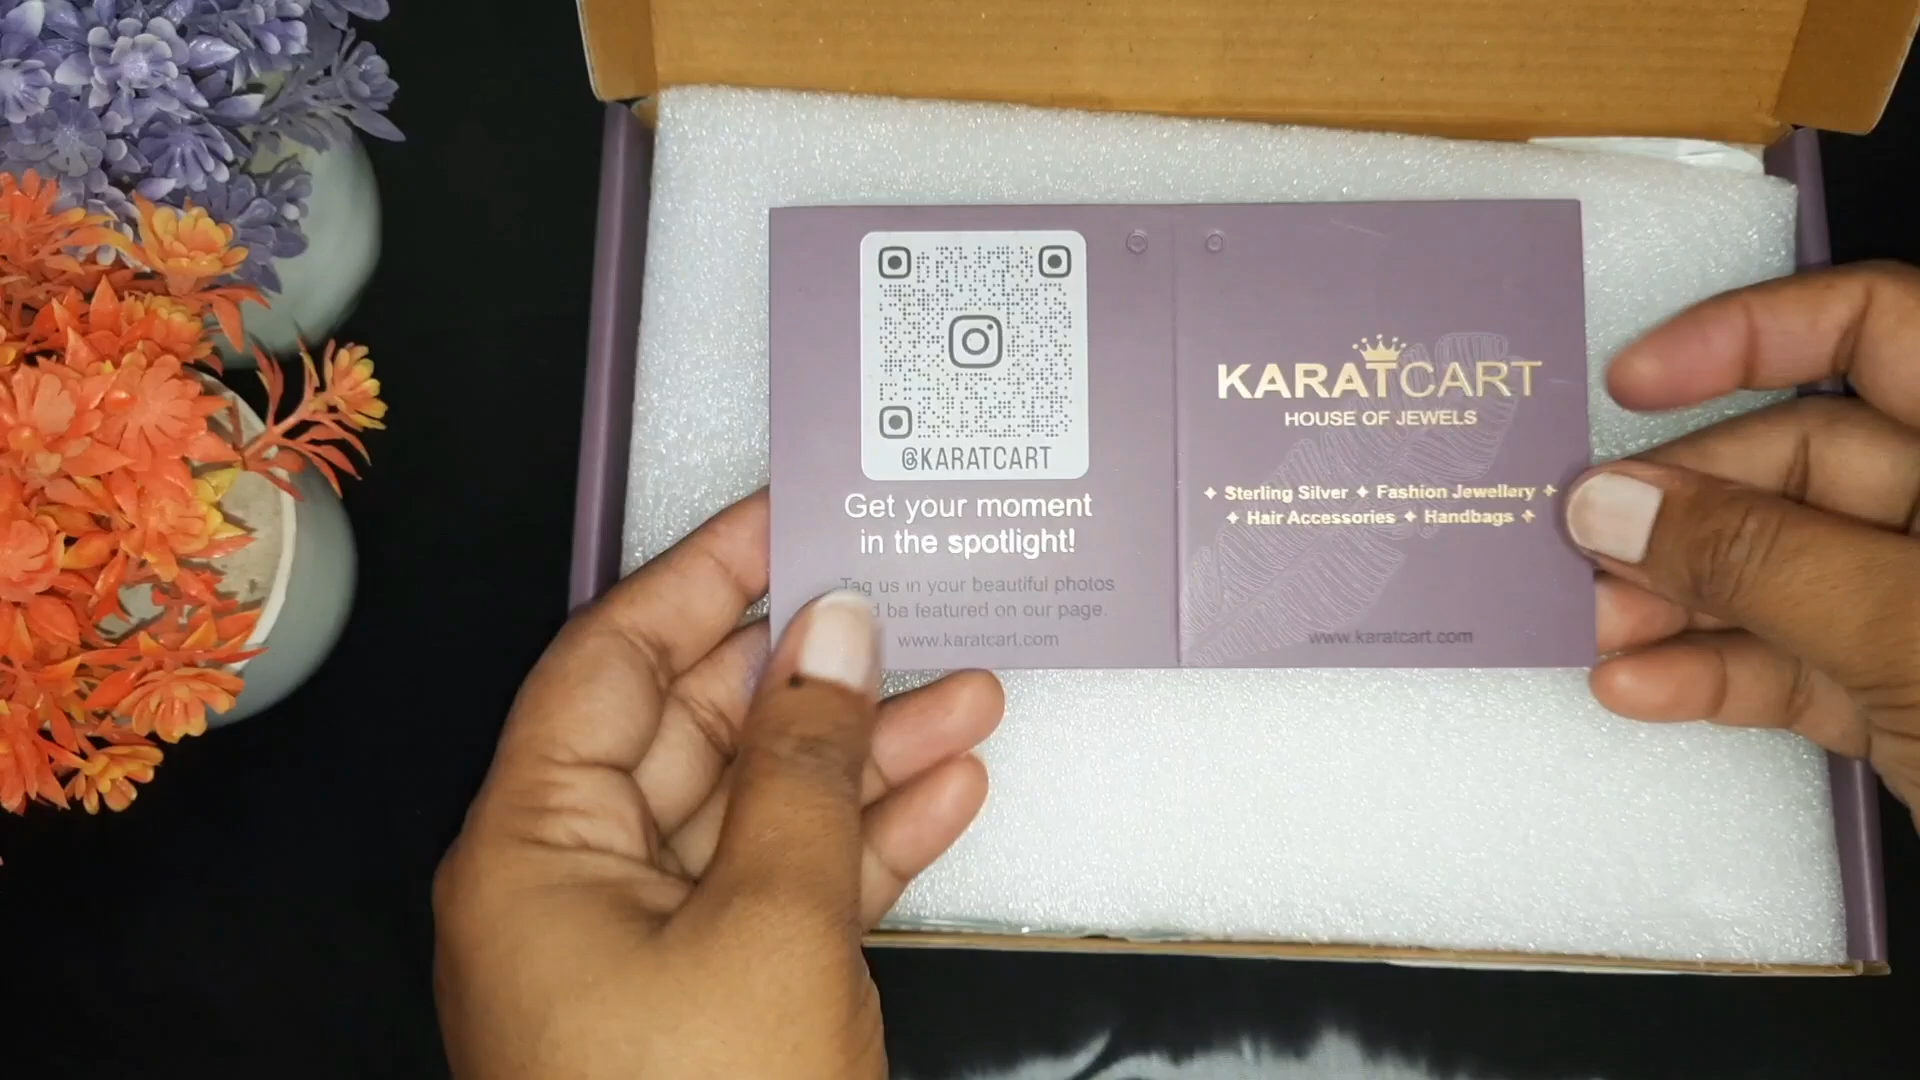 @KARATCART
Get your moment
in the spotlight!
Tag us in your beautiful photos
be featured on our page.
www.karatcart.com
KARATCART
HOUSE OF JEWELS
✦ Sterling Silver ✦ Fashion Jewellery ✦
✦ Hair Accessories ✦ Handbags ✦
www.karatcart.com